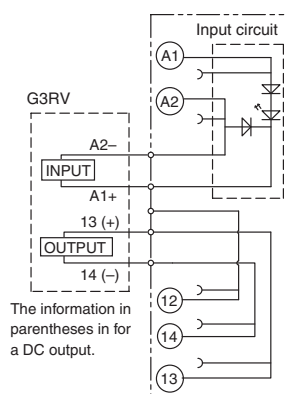 Input circuit
A1
A2
G3RV
A2–
INPUT
A1+
13 (+)
OUTPUT
14 (–)
The information in
parentheses in for
a DC output.
12
14
13